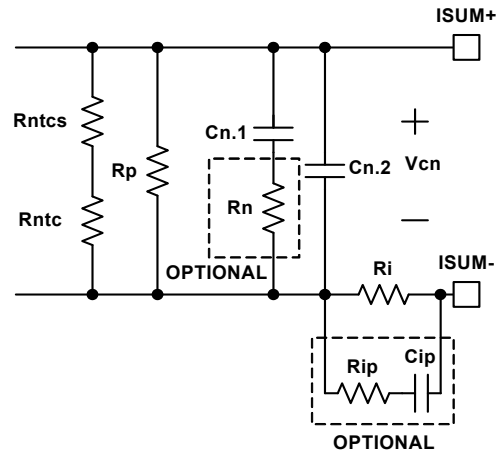 ISUM+
Rntcs
Cn.1
+
Rp
Cn.2
Vcn
Rntc
Rn
−
OPTIONAL
Ri
ISUM-
Rip
Cip
OPTIONAL